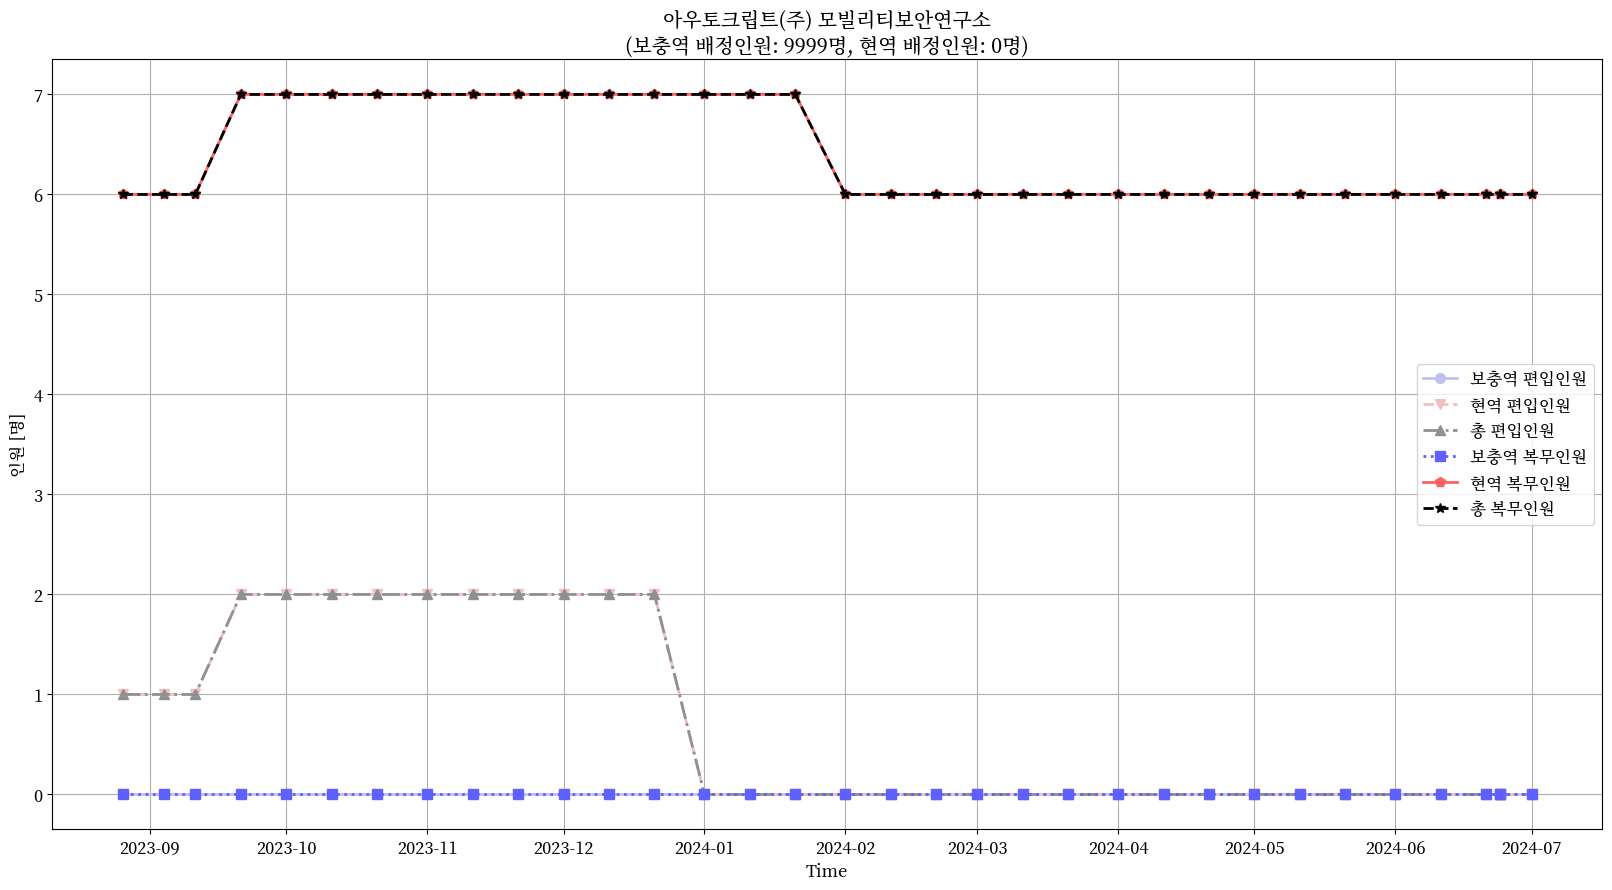 아우토크립트(주) 모빌리티보안연구소
(보충역 배정인원: 9999명, 현역 배정인원: 0명)
인원 [명]
7
6
5
4
3
2
1
0
보충역 편입인원
현역 편입인원
총 편입인원
보충역 복무인원
현역 복무인원
총 복무인원
2023-09
2023-10
2023-11
2023-12
2024-01
2024-02
2024-03
2024-04
2024-05
2024-06
2024-07
Time